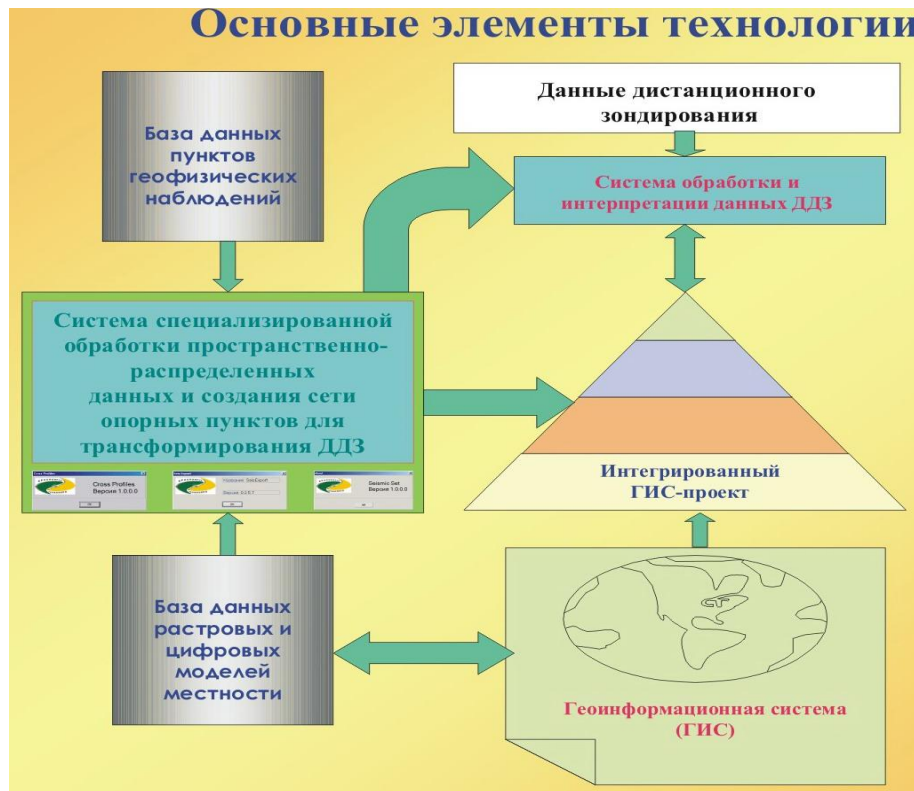 Основные элементы технологии
База данных
пунктов
геофизических
наблюдений
Данные дистанционного
зондирования
Система обработки и
интерпретации данных ДДЗ
Система специализированной
обработки пространственно-
распределенных
данных и создания сети
опорных пунктов для
трансформирования ДДЗ
Cross Profiles
Версия 1.0.0.0
Seismic Set
Версия 1.0.0.0
Интегрированный
ГИС-проект
База данных
растровых и
цифровых
моделей
местности
Геоинформационная система
(ГИС)